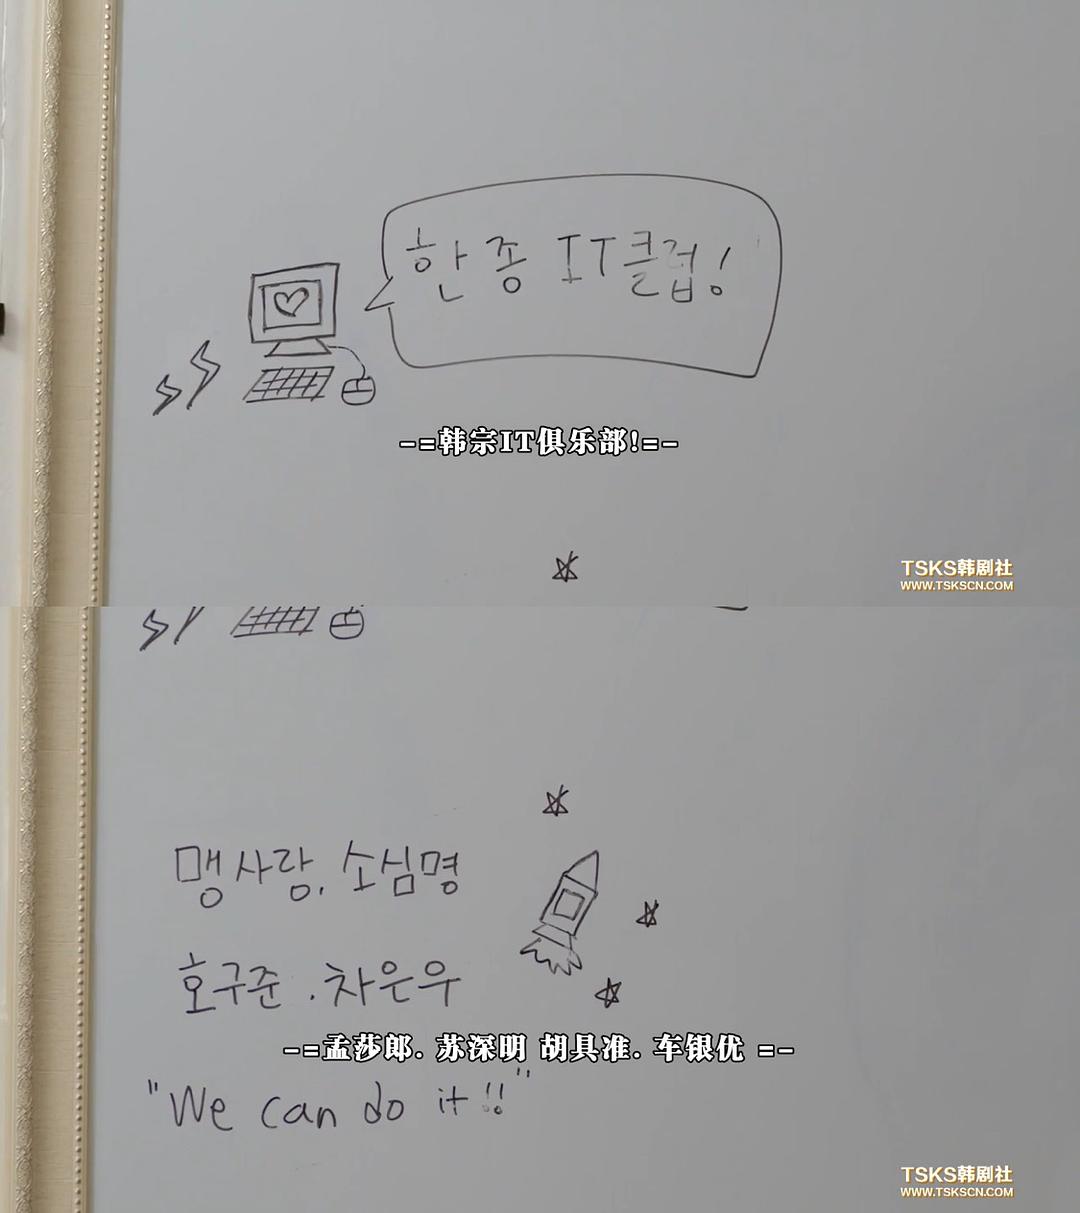 한종 IT클럽!
-=韩宗IT俱乐部!=-
TSKS韩剧社
WWW.TSKSCN.COM
맹사랑. 소심명
호구준 . 차은우
-=孟莎郎. 苏深明 胡具准. 车银优 =-
"We can do it!!"
TSKS韩剧社
WWW.TSKSCN.COM